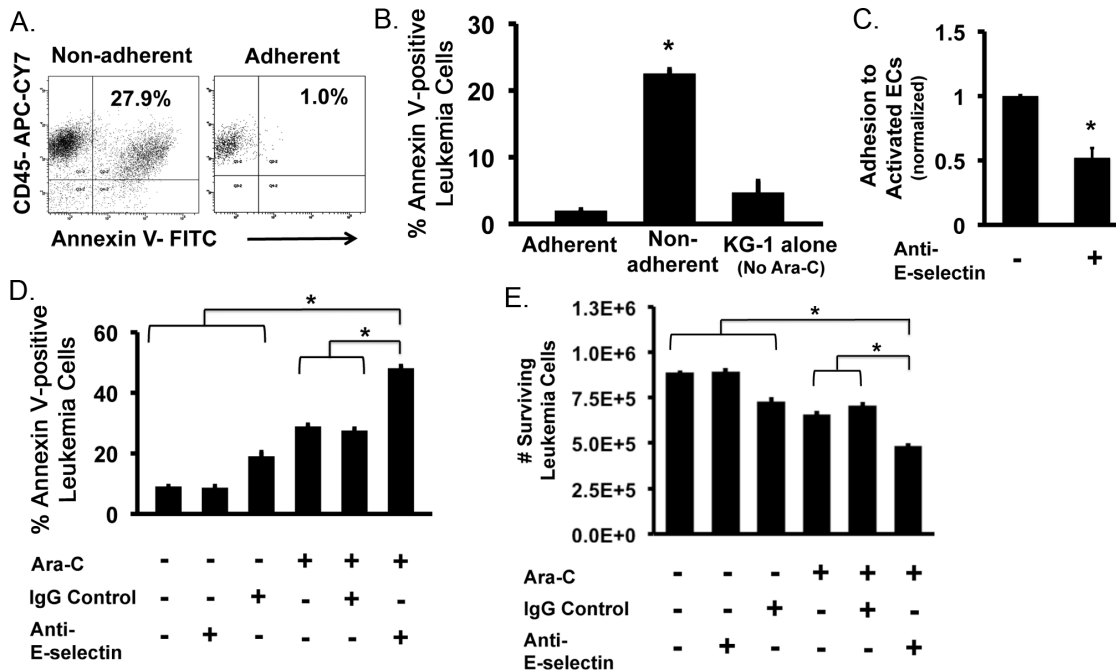 A.
Non-adherent
Adherent
27.9%
1.0%
CD45- APC-CY7
Annexin V- FITC
B.
% Annexin V-positive
Leukemia Cells
30
20
10
0
*
Adherent
Non-
adherent
KG-1 alone
(No Ara-C)
C.
Adhesion to
Activated ECs
(normalized)
1.5
1
0.5
0
*
Anti-
E-selectin
- +
D.
% Annexin V-positive
Leukemia Cells
60
40
20
0
*
*
Ara-C - - - + + +
IgG Control - - + - + -
Anti-
E-selectin - + - - - +
E.
# Surviving
Leukemia Cells
1.3E+6
1.0E+6
7.5E+5
5.0E+5
2.5E+5
0.0E+0
*
*
Ara-C - - - + + +
IgG Control - - + - + -
Anti-
E-selectin - + - - - +